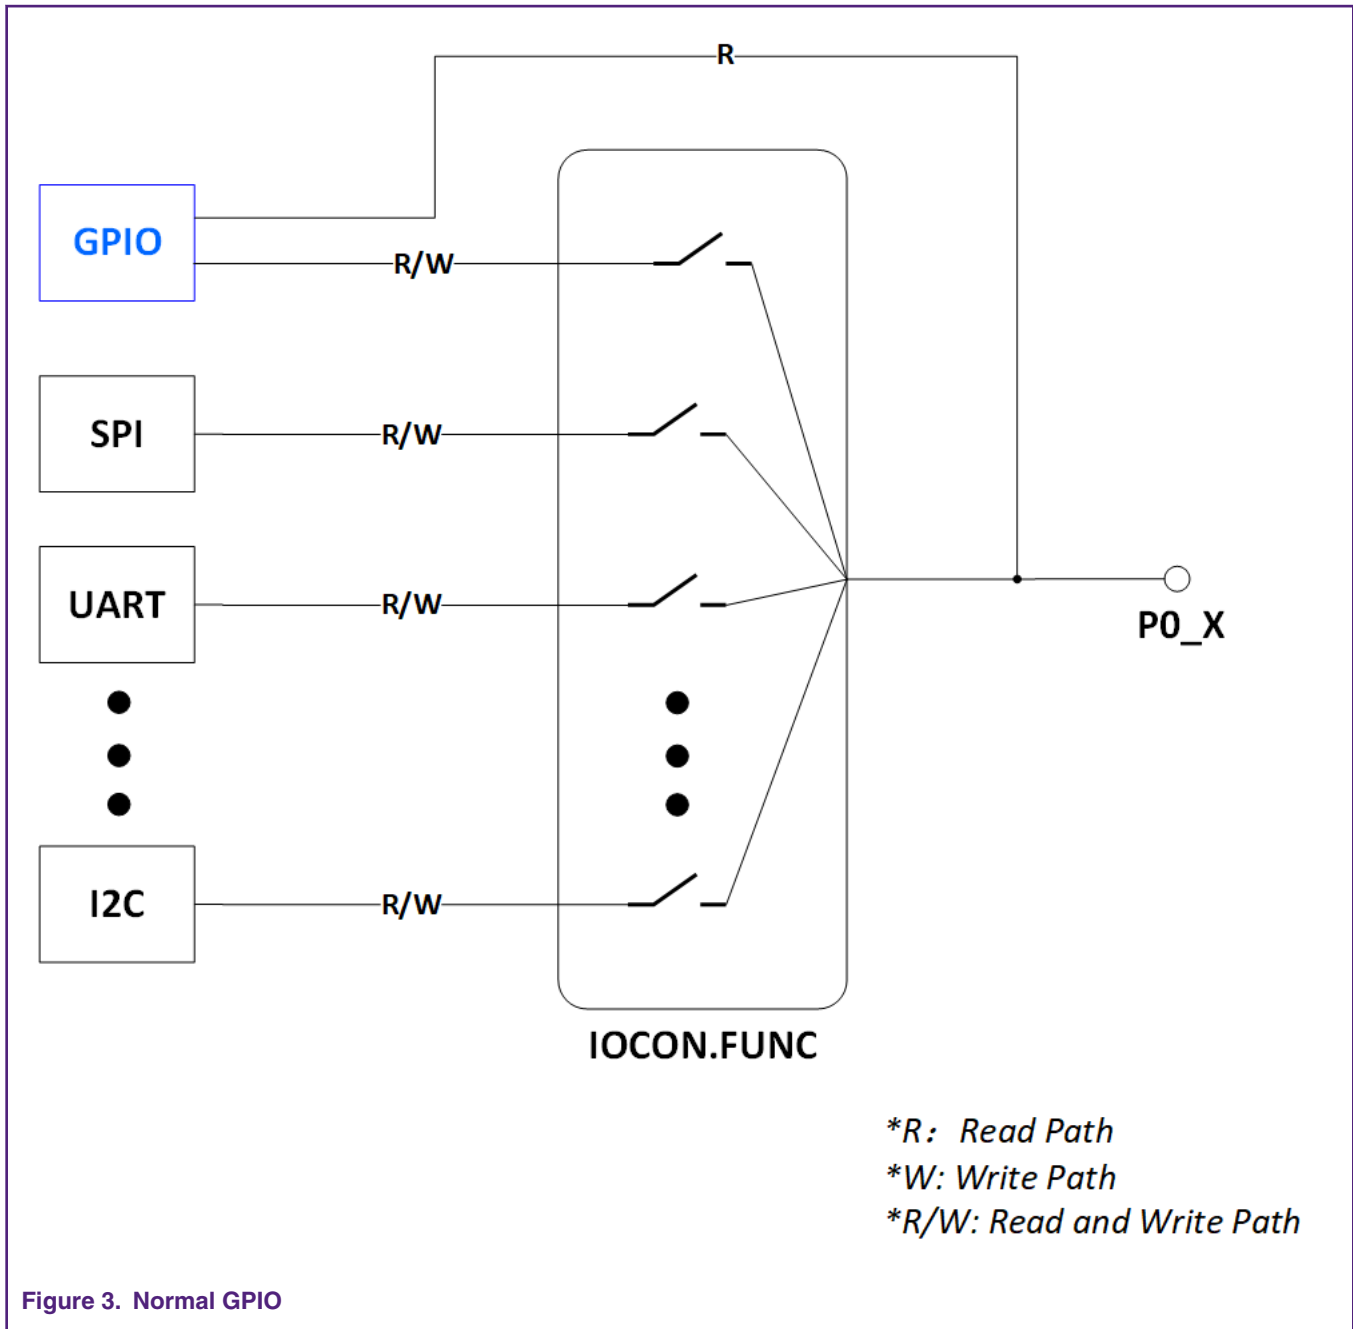 R
GPIO
R/W
SPI
R/W
UART
R/W
P0_X
I2C
R/W
IOCON.FUNC
*R：Read Path
*W: Write Path
*R/W: Read and Write Path
Figure 3. Normal GPIO